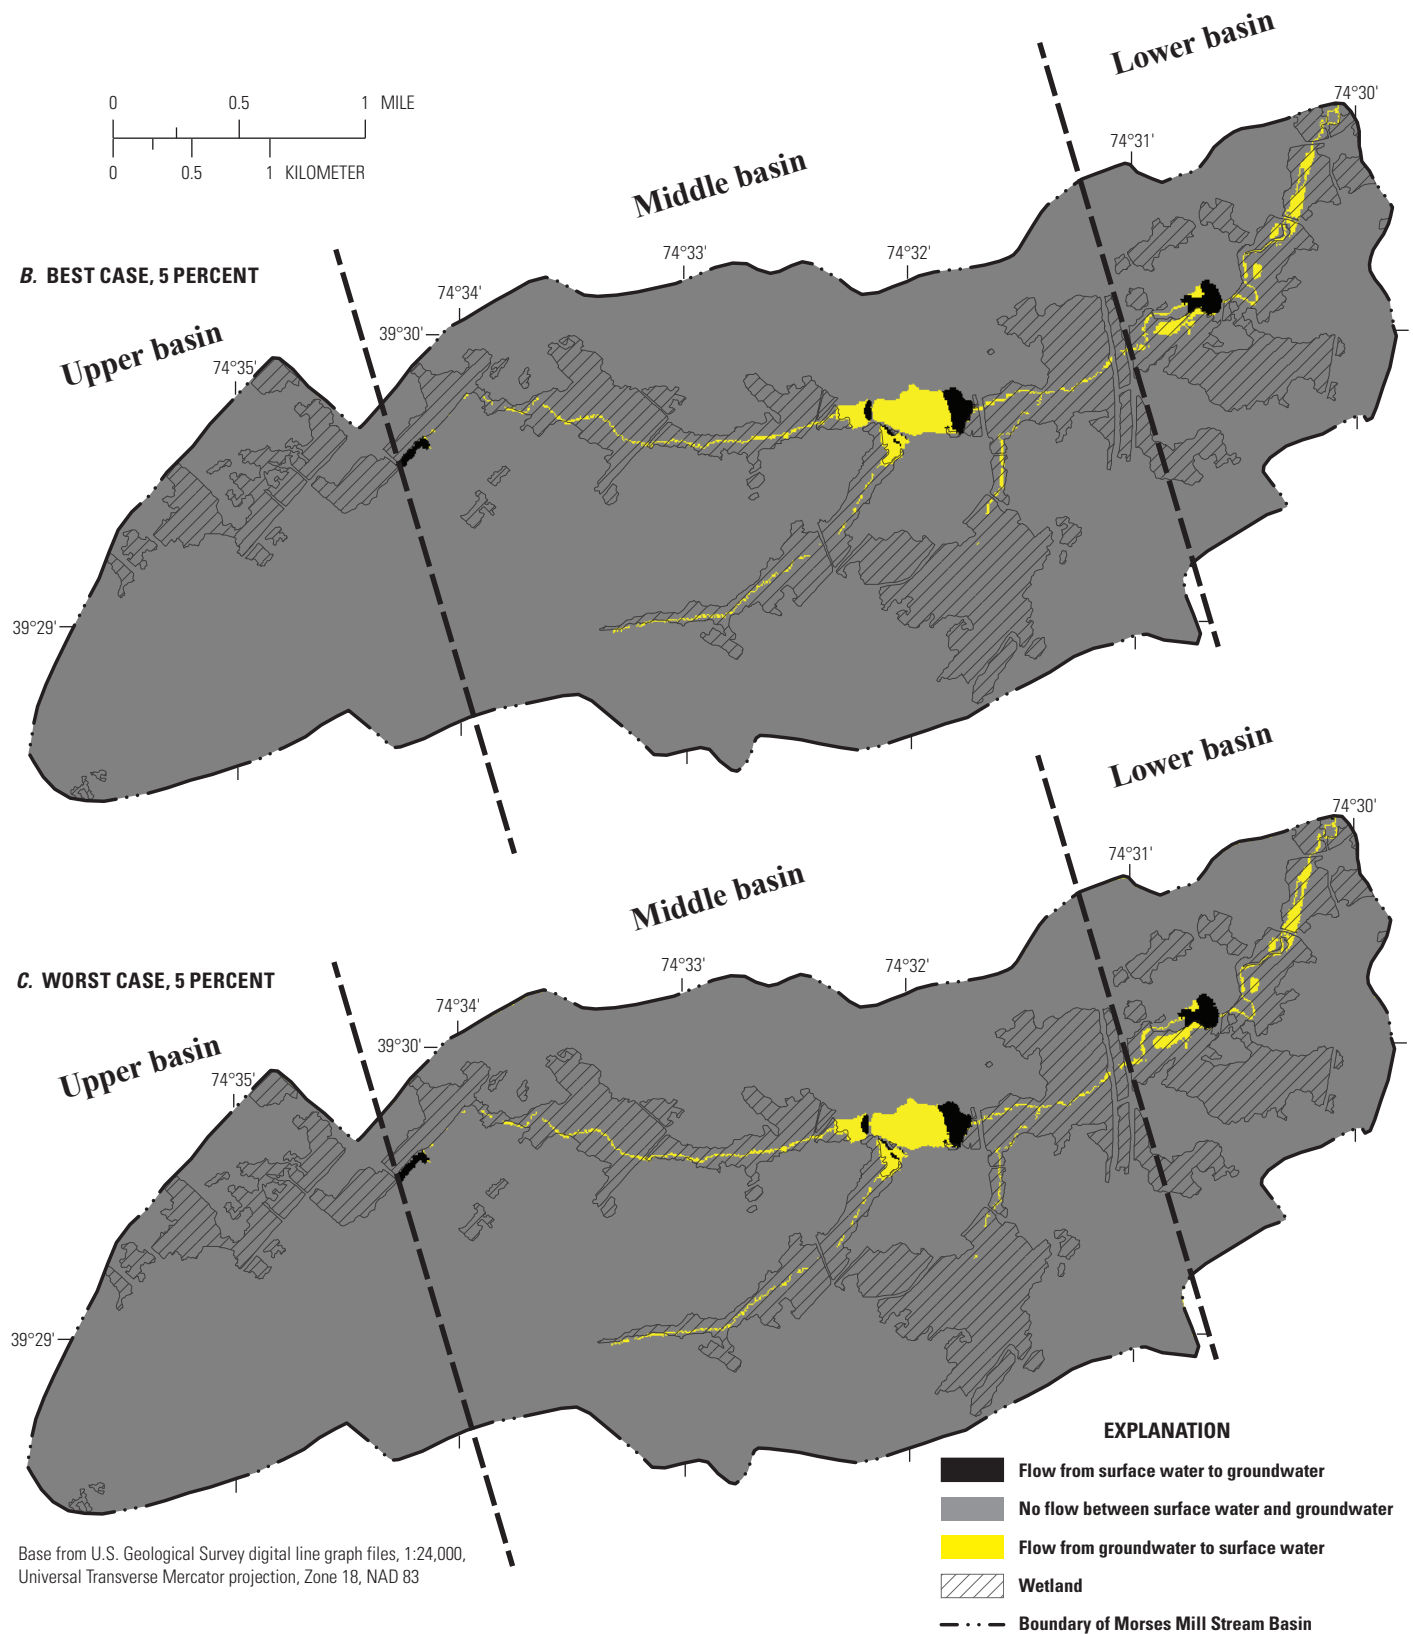 Lower basin
0 0.5 1 MILE
0 0.5 1 KILOMETER
74°30'
74°31'
Middle basin
74°33'
74°32'
B. BEST CASE, 5 PERCENT
74°34'
39°30'
Upper basin
74°35'
39°29'
Lower basin
74°30'
74°31'
Middle basin
74°33'
74°32'
C. WORST CASE, 5 PERCENT
74°34'
39°30'
Upper basin
74°35'
39°29'
EXPLANATION
Flow from surface water to groundwater
No flow between surface water and groundwater
Flow from groundwater to surface water
Wetland
Boundary of Morses Mill Stream Basin
Base from U.S. Geological Survey digital line graph files, 1:24,000,
Universal Transverse Mercator projection, Zone 18, NAD 83